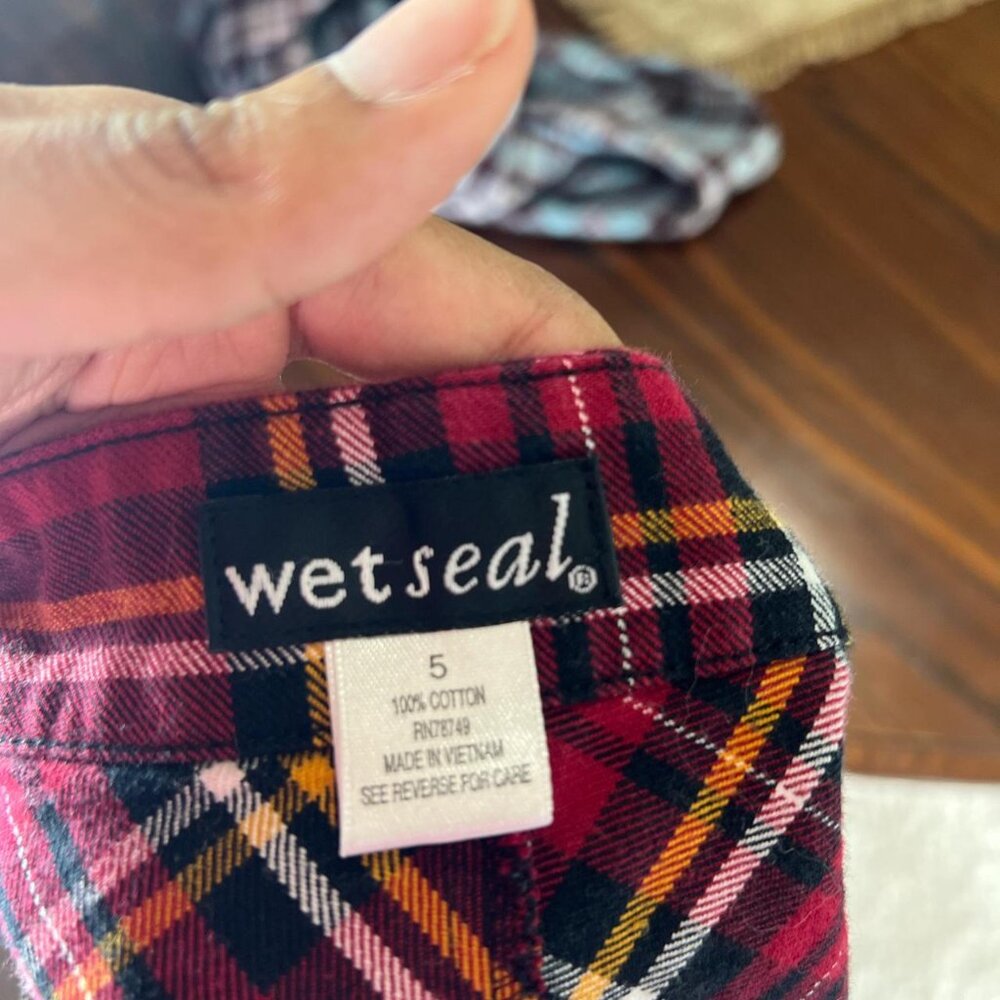 wetseal®
5
100% COTTON
RN78749
MADE IN VIETNAM
SEE REVERSE FOR CARE